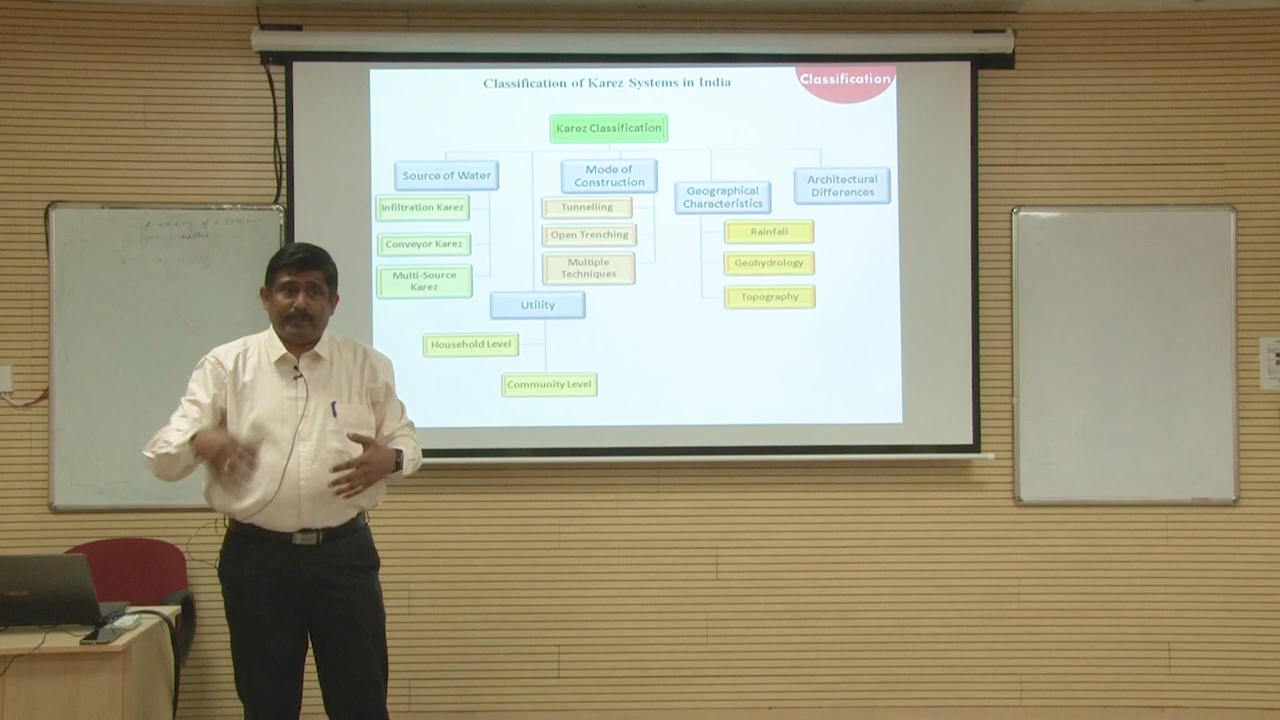 Classification of Karez Systems in India
Classification
Karez Classification
Source of Water
Infiltration Karez
Conveyor Karez
Multi-Source
Karez
Mode of
Construction
Tunnelling
Open Trenching
Multiple
Techniques
Geographical
Characteristics
Rainfall
Geohydrology
Topography
Architectural
Differences
Utility
Household Level
Community Level